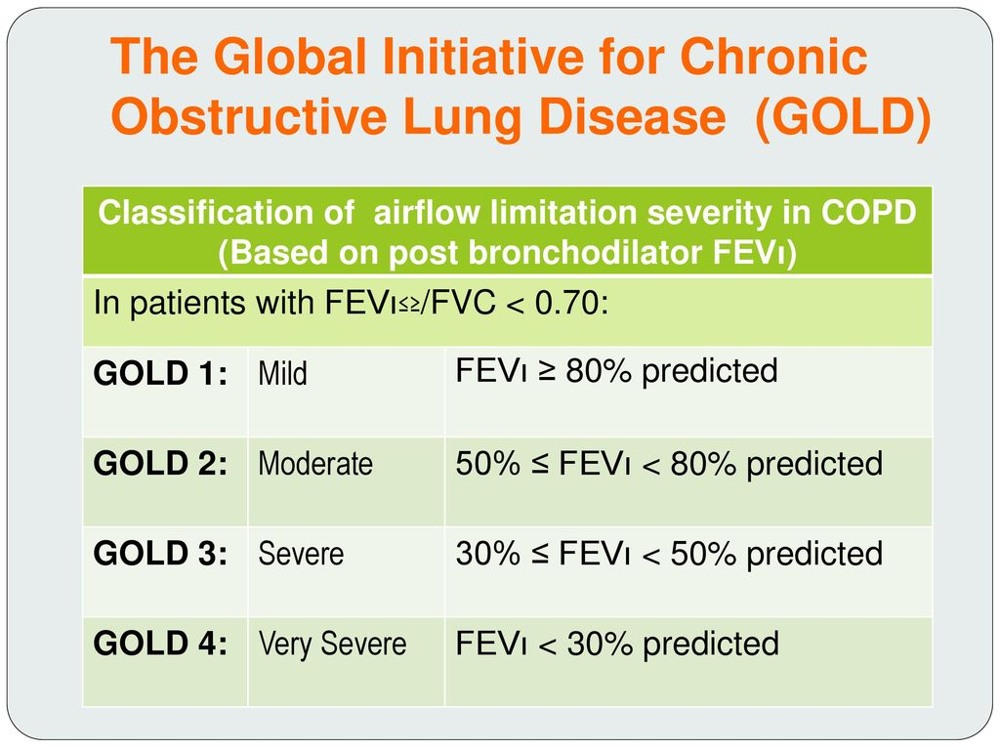 The Global Initiative for Chronic
Obstructive Lung Disease (GOLD)
Classification of airflow limitation severity in COPD
(Based on post bronchodilator FEVı)
In patients with FEVı≤≥/FVC < 0.70:
GOLD 1: Mild FEVı ≥ 80% predicted
GOLD 2: Moderate 50% ≤ FEVı < 80% predicted
GOLD 3: Severe 30% ≤ FEVı < 50% predicted
GOLD 4: Very Severe FEVı < 30% predicted